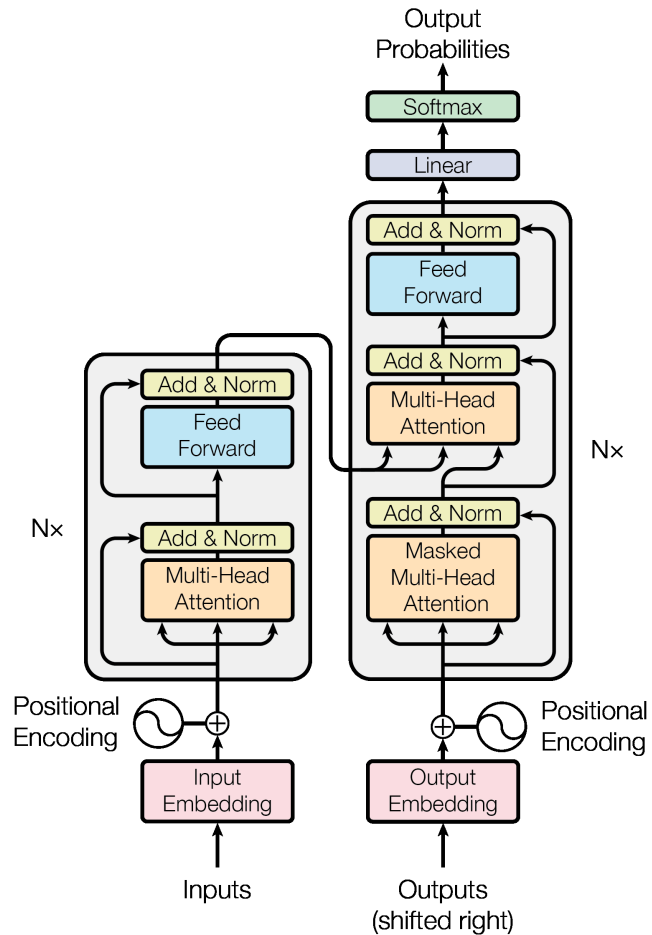 Output
Probabilities
Softmax
Linear
Add & Norm
Feed
Forward
Add & Norm
Multi-Head
Attention
Add & Norm
Masked
Multi-Head
Attention
N×
Add & Norm
Feed
Forward
Add & Norm
Multi-Head
Attention
N×
Positional
Encoding
Positional
Encoding
Input
Embedding
Output
Embedding
Inputs
Outputs
(shifted right)